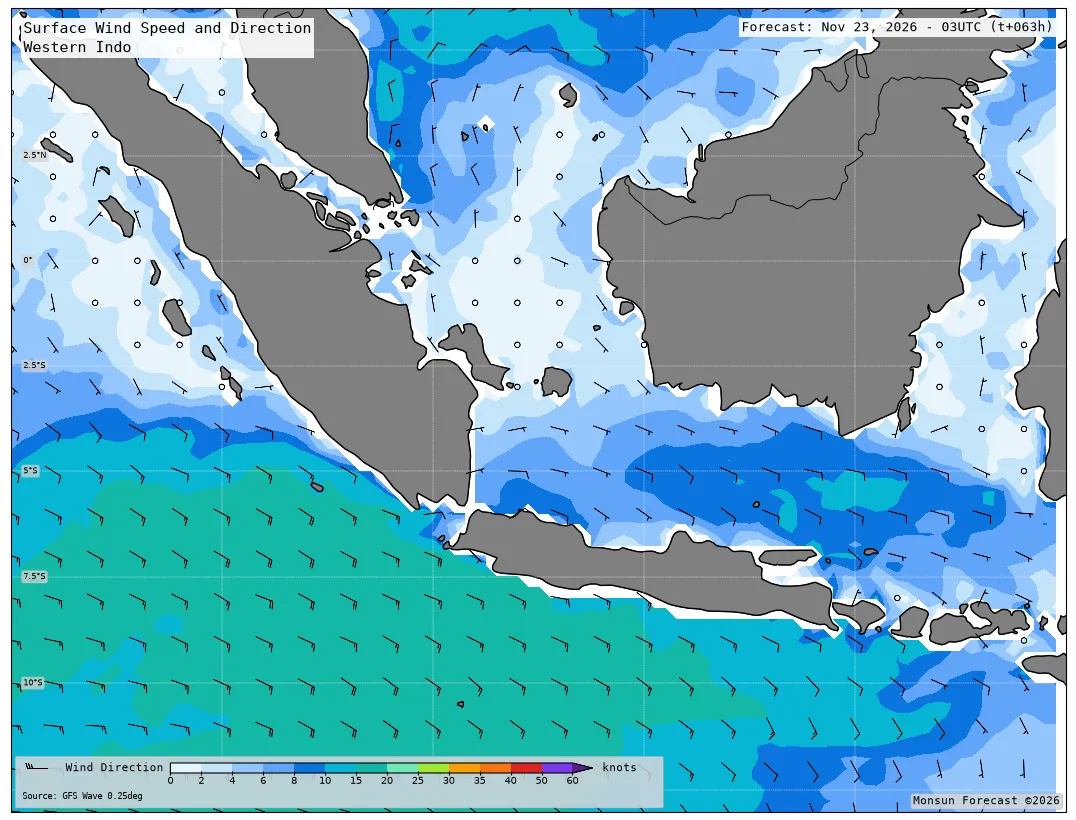 Surface Wind Speed and Direction
Western Indo
Forecast: Nov 23, 2026 - 03UTC (t+063h)
2.5°N
0°
2.5°S
5°S
7.5°S
10°S
Wind Direction
knots
0 2 4 6 8 10 15 20 25 30 35 40 50 60
Source: GFS Wave 0.25deg
Monsun Forecast ©2026